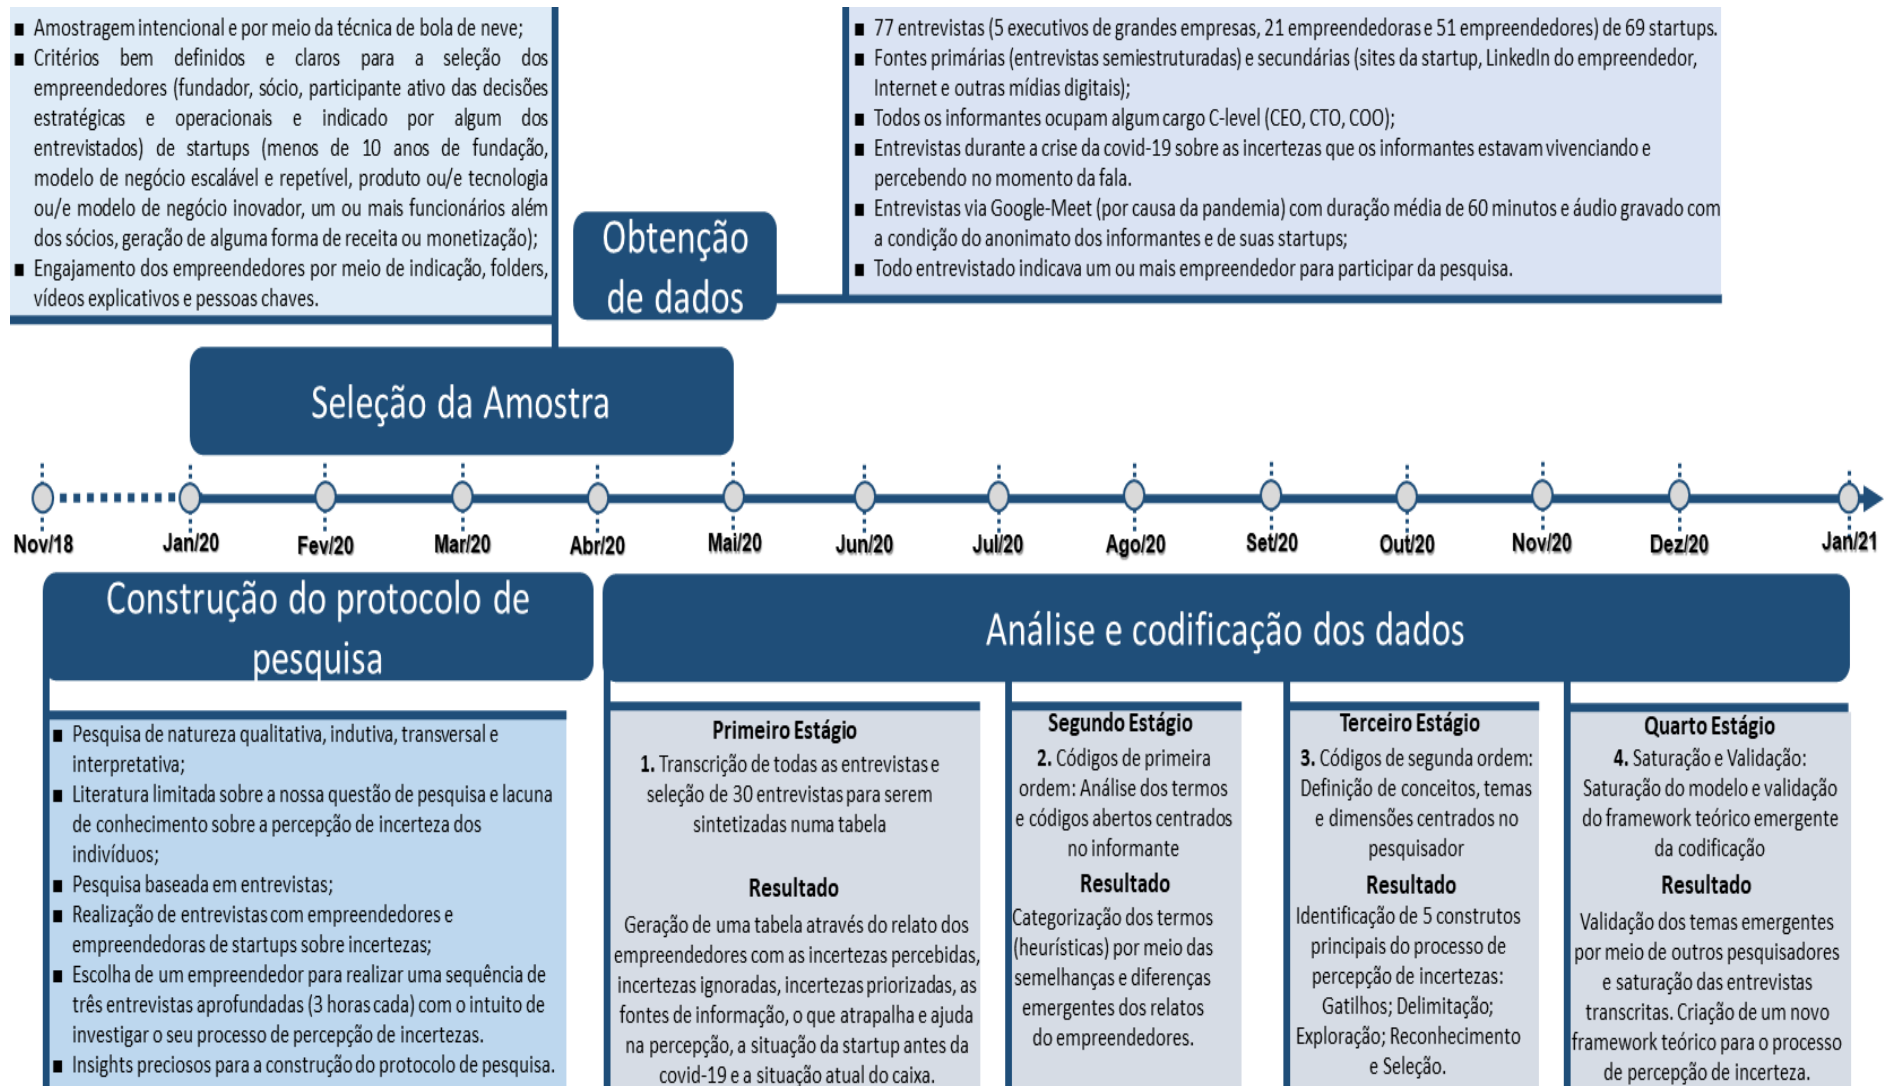 ■ Amostragem intencional e por meio da técnica de bola de neve;
■ Critérios bem definidos e claros para a seleção dos
empreendedores (fundador, sócio, participante ativo das decisões
estratégicas e operacionais e indicado por algum dos
entrevistados) de startups (menos de 10 anos de fundação,
modelo de negócio escalável e repetível, produto ou/e tecnologia
ou/e modelo de negócio inovador, um ou mais funcionários além
dos sócios, geração de alguma forma de receita ou monetização);
■ Engajamento dos empreendedores por meio de indicação, folders,
vídeos explicativos e pessoas chaves.
■ 77 entrevistas (5 executivos de grandes empresas, 21 empreendedoras e 51 empreendedores) de 69 startups.
■ Fontes primárias (entrevistas semiestruturadas) e secundárias (sites da startup, LinkedIn do empreendedor,
Internet e outras mídias digitais);
■ Todos os informantes ocupam algum cargo C-level (CEO, CTO, COO);
■ Entrevistas durante a crise da covid-19 sobre as incertezas que os informantes estavam vivenciando e
percebendo no momento da fala.
■ Entrevistas via Google-Meet (por causa da pandemia) com duração média de 60 minutos e áudio gravado com
a condição do anonimato dos informantes e de suas startups;
■ Todo entrevistado indicava um ou mais empreendedor para participar da pesquisa.
Obtenção
de dados
Seleção da Amostra
Nov/18 Jan/20 Fev/20 Mar/20 Abr/20 Mai/20 Jun/20 Jul/20 Ago/20 Set/20 Out/20 Nov/20 Dez/20 Jan/21
Construção do protocolo de
pesquisa
■ Pesquisa de natureza qualitativa, indutiva, transversal e
interpretativa;
■ Literatura limitada sobre a nossa questão de pesquisa e lacuna
de conhecimento sobre a percepção de incerteza dos
indivíduos;
■ Pesquisa baseada em entrevistas;
■ Realização de entrevistas com empreendedores e
empreendedoras de startups sobre incertezas;
■ Escolha de um empreendedor para realizar uma sequência de
três entrevistas aprofundadas (3 horas cada) com o intuito de
investigar o seu processo de percepção de incertezas.
■ Insights preciosos para a construção do protocolo de pesquisa.
Análise e codificação dos dados
Primeiro Estágio
1. Transcrição de todas as entrevistas e
seleção de 30 entrevistas para serem
sintetizadas numa tabela
Resultado
Geração de uma tabela através do relato dos
empreendedores com as incertezas percebidas,
incertezas ignoradas, incertezas priorizadas, as
fontes de informação, o que atrapalha e ajuda
na percepção, a situação da startup antes da
covid-19 e a situação atual do caixa.
Segundo Estágio
2. Códigos de primeira
ordem: Análise dos termos
e códigos abertos centrados
no informante
Resultado
Categorização dos termos
(heurísticas) por meio das
semelhanças e diferenças
emergentes dos relatos
do empreendedores.
Terceiro Estágio
3. Códigos de segunda ordem:
Definição de conceitos, temas
e dimensões centrados no
pesquisador
Resultado
Identificação de 5 construtos
principais do processo de
percepção de incertezas:
Gatilhos; Delimitação;
Exploração; Reconhecimento
e Seleção.
Quarto Estágio
4. Saturação e Validação:
Saturação do modelo e validação
do framework teórico emergente
da codificação
Resultado
Validação dos temas emergentes
por meio de outros pesquisadores
e saturação das entrevistas
transcritas. Criação de um novo
framework teórico para o processo
de percepção de incerteza.